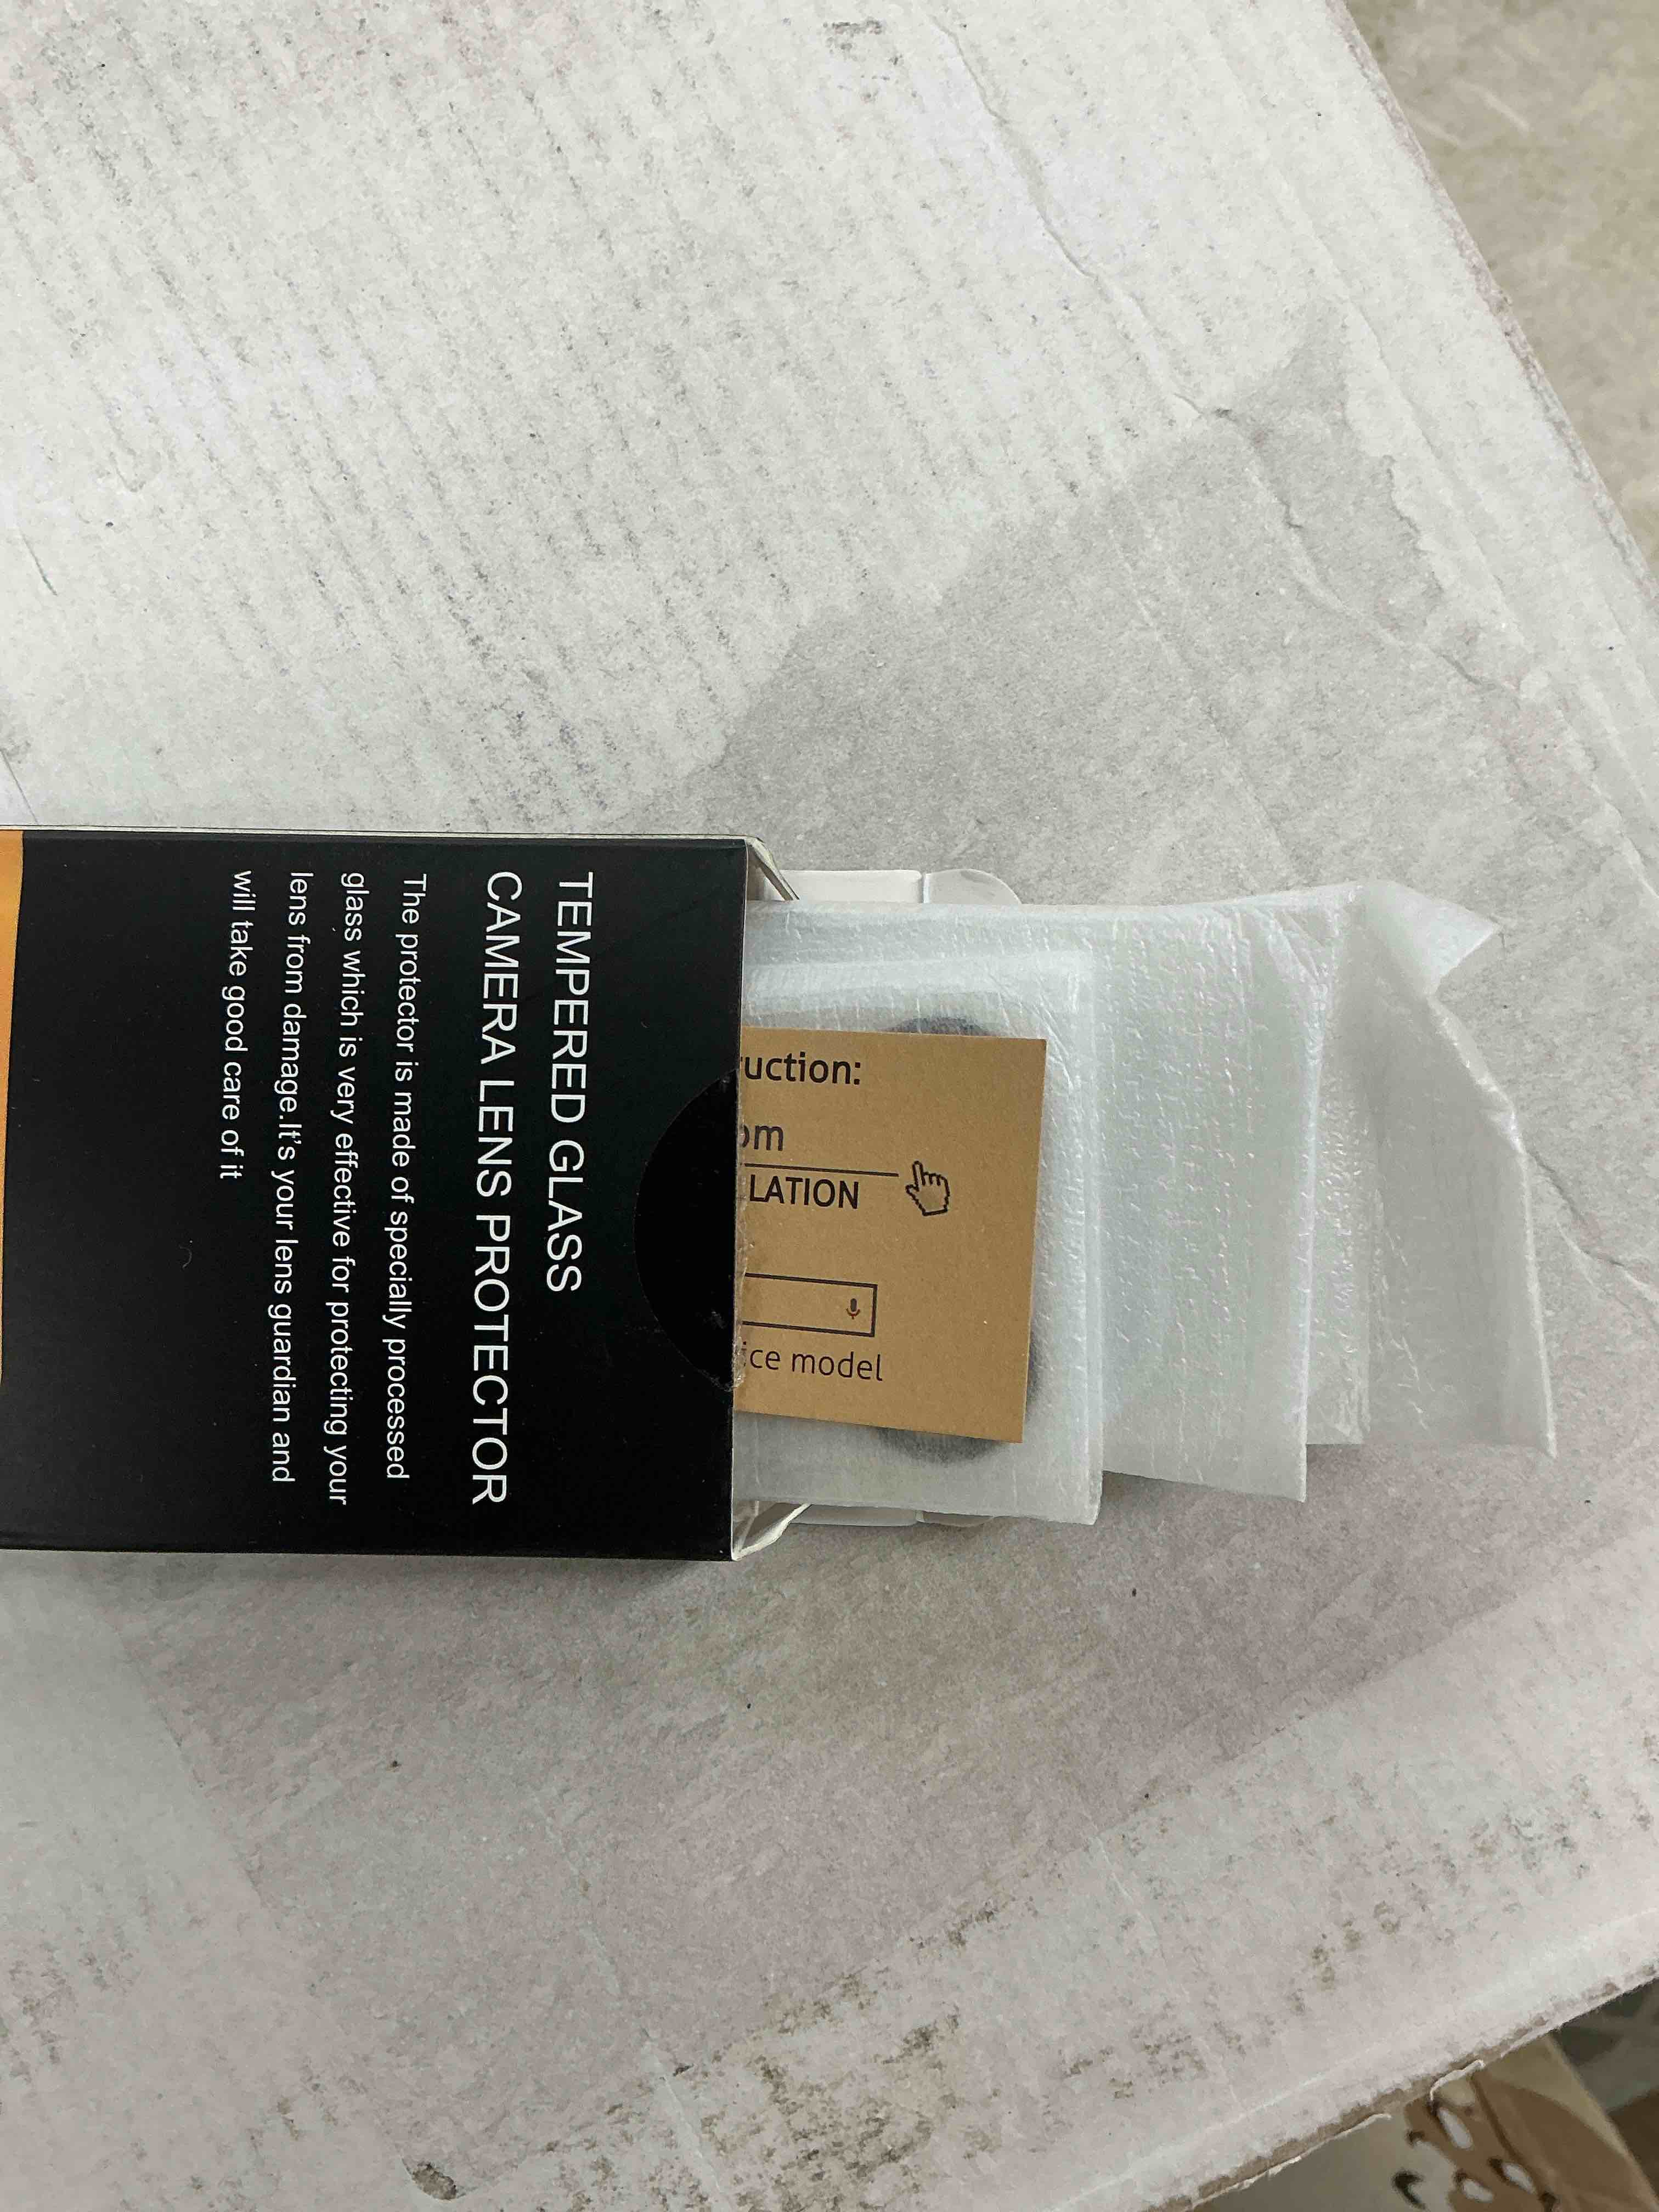 TEMPERED GLASS
CAMERA LENS PROTECTOR
The protector is made of specially processed
glass which is very effective for protecting your
lens from damage.It's your lens guardian and
will take good care of it
uction:
om
LATION
ice model